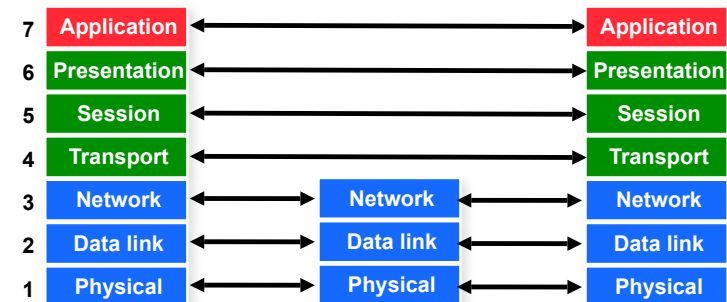 7 Application Application
6 Presentation Presentation
5 Session Session
4 Transport Transport
3 Network Network Network
2 Data link Data link Data link
1 Physical Physical Physical